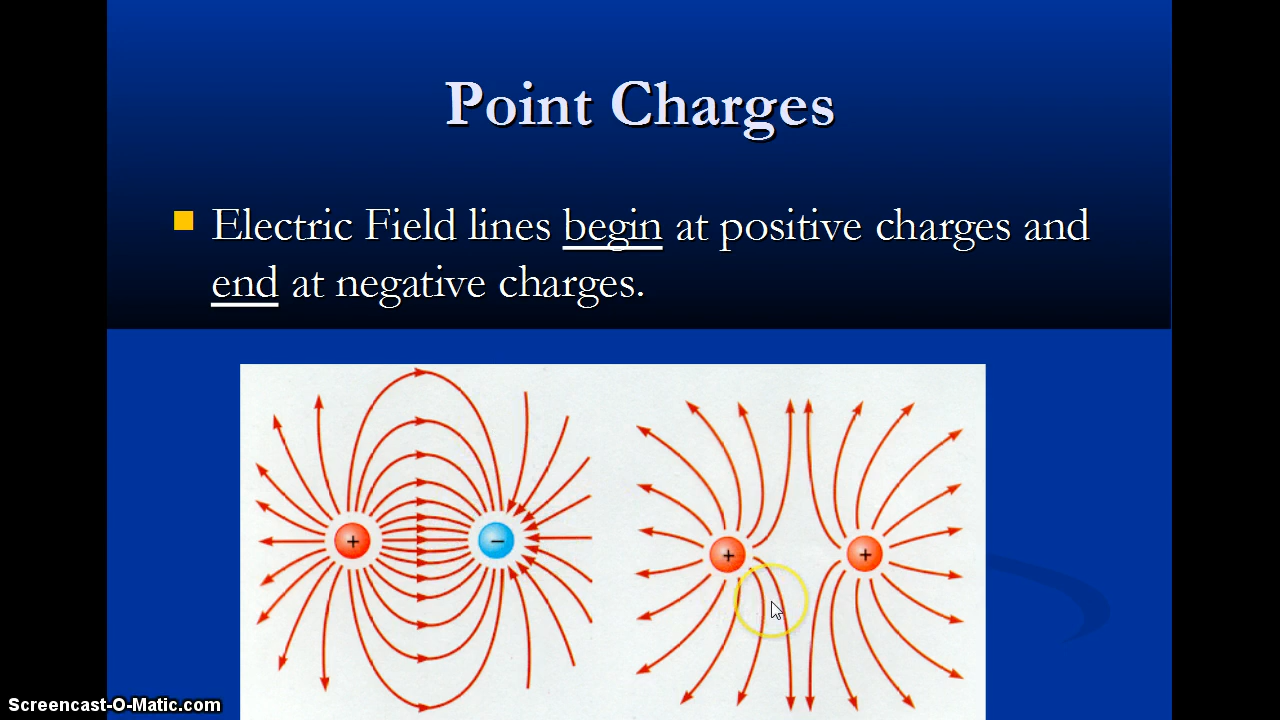 Point Charges
Electric Field lines begin at positive charges and
end at negative charges.
+ −
+ +
Screencast-O-Matic.com